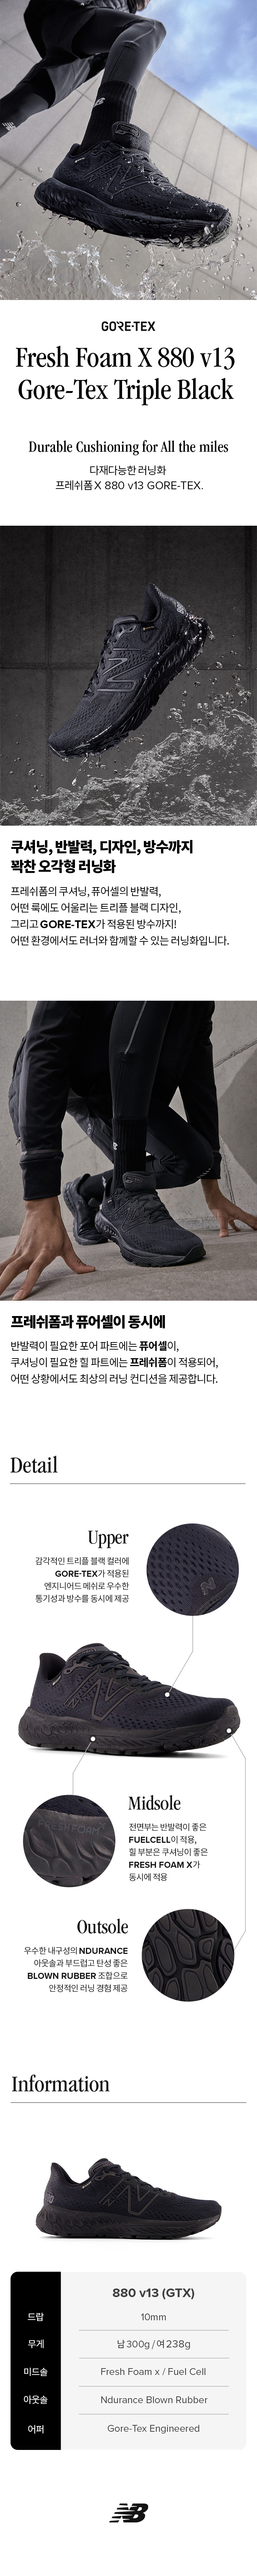 GORE-TEX
Fresh Foam X 880 v13
Gore-Tex Triple Black
Durable Cushioning for All the miles
다재다능한 러닝화
프레쉬폼 X 880 v13 GORE-TEX.
쿠셔닝, 반발력, 디자인, 방수까지
꽉찬 오각형 러닝화
프레쉬폼의 쿠셔닝, 퓨어셀의 반발력,
어떤 룩에도 어울리는 트리플 블랙 디자인,
그리고 GORE-TEX가 적용된 방수까지!
어떤 환경에서도 러너와 함께할 수 있는 러닝화입니다.
프레쉬폼과 퓨어셀이 동시에
반발력이 필요한 포어 파트에는 퓨어셀이,
쿠셔닝이 필요한 힐 파트에는 프레쉬폼이 적용되어,
어떤 상황에서도 최상의 러닝 컨디션을 제공합니다.
Detail
Upper
감각적인 트리플 블랙 컬러에
GORE-TEX가 적용된
엔지니어드 메쉬로 우수한
통기성과 방수를 동시에 제공
Midsole
전면부는 반발력이 좋은
FUELCELL이 적용,
힐 부분은 쿠셔닝이 좋은
FRESH FOAM X가
동시에 적용
FRESH FOAM
Outsole
우수한 내구성의 NDURANCE
아웃솔과 부드럽고 탄성 좋은
BLOWN RUBBER 조합으로
안정적인 러닝 경험 제공
Information
880 v13 (GTX)
드랍 10mm
무게 남 300g / 여 238g
미드솔 Fresh Foam x / Fuel Cell
아웃솔 Ndurance Blown Rubber
어퍼 Gore-Tex Engineered
NB